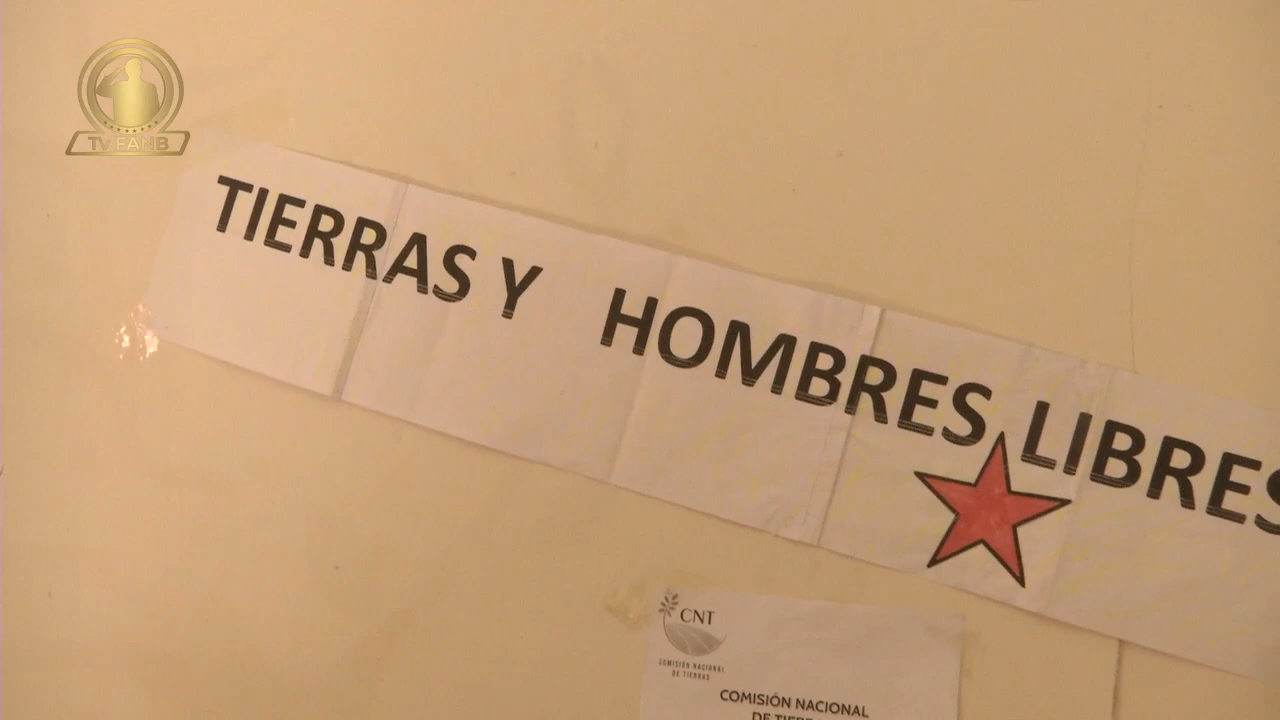 TV FANB
TIERRAS Y HOMBRES LIBRES
CNT
COMISIÓN NACIONAL
DE TIERRAS
COMISIÓN NACIONAL